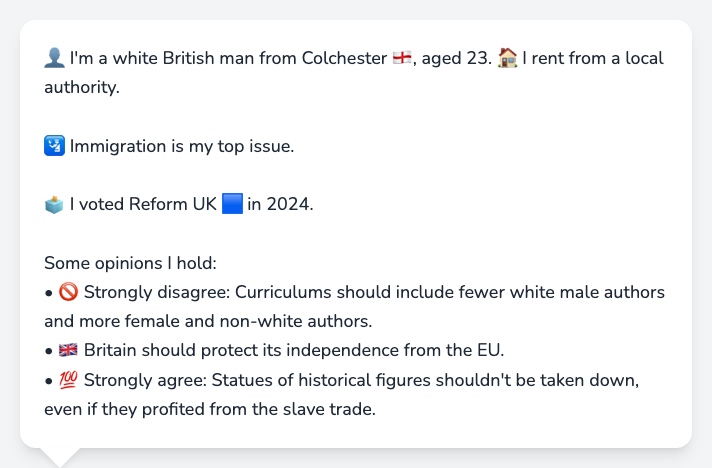 👤 I'm a white British man from Colchester 🏴󠁧󠁢󠁥󠁮󠁧󠁿, aged 23. 🏠 I rent from a local
authority.
🛂 Immigration is my top issue.
🗳️ I voted Reform UK 🟦 in 2024.
Some opinions I hold:
• 🚫 Strongly disagree: Curriculums should include fewer white male authors
and more female and non-white authors.
• 🇬🇧 Britain should protect its independence from the EU.
• 💯 Strongly agree: Statues of historical figures shouldn't be taken down,
even if they profited from the slave trade.